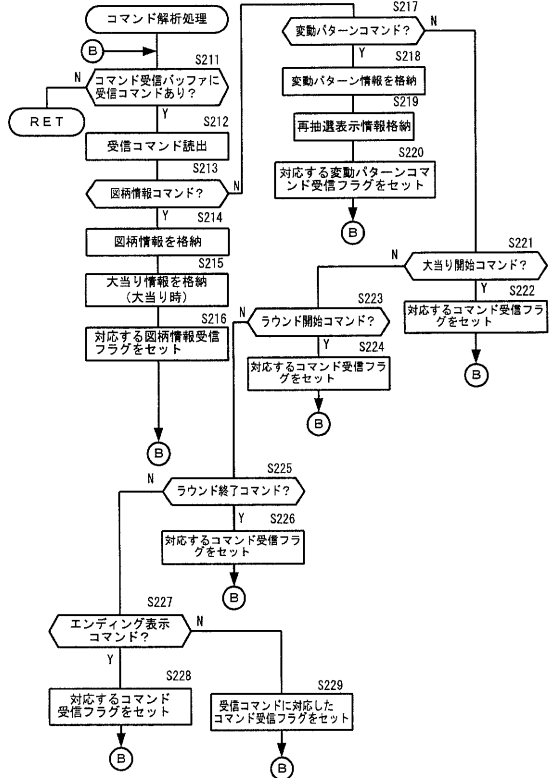 コマンド解析処理
B
S211
N
コマンド受信バッファに
受信コマンドあり？
RET
Y
S212
受信コマンド読出
S213
図柄情報コマンド？
N
Y
S214
図柄情報を格納
S215
大当り情報を格納
(大当り時)
S216
対応する図柄情報受信
フラグをセット
B
S217
変動パターンコマンド？
N
Y
S218
変動パターン情報を格納
S219
再抽選表示情報格納
S220
対応する変動パターンコマ
ンド受信フラグをセット
B
S221
N
大当り開始コマンド？
Y
S222
対応するコマンド受信フラ
グをセット
B
S223
N
ラウンド開始コマンド？
Y
S224
対応するコマンド受信フラ
グをセット
B
S225
N
ラウンド終了コマンド？
Y
S226
対応するコマンド受信フラ
グをセット
B
S227
エンディング表示
コマンド？
N
Y
S228
対応するコマンド
受信フラグをセット
B
S229
受信コマンドに対応した
コマンド受信フラグをセット
B